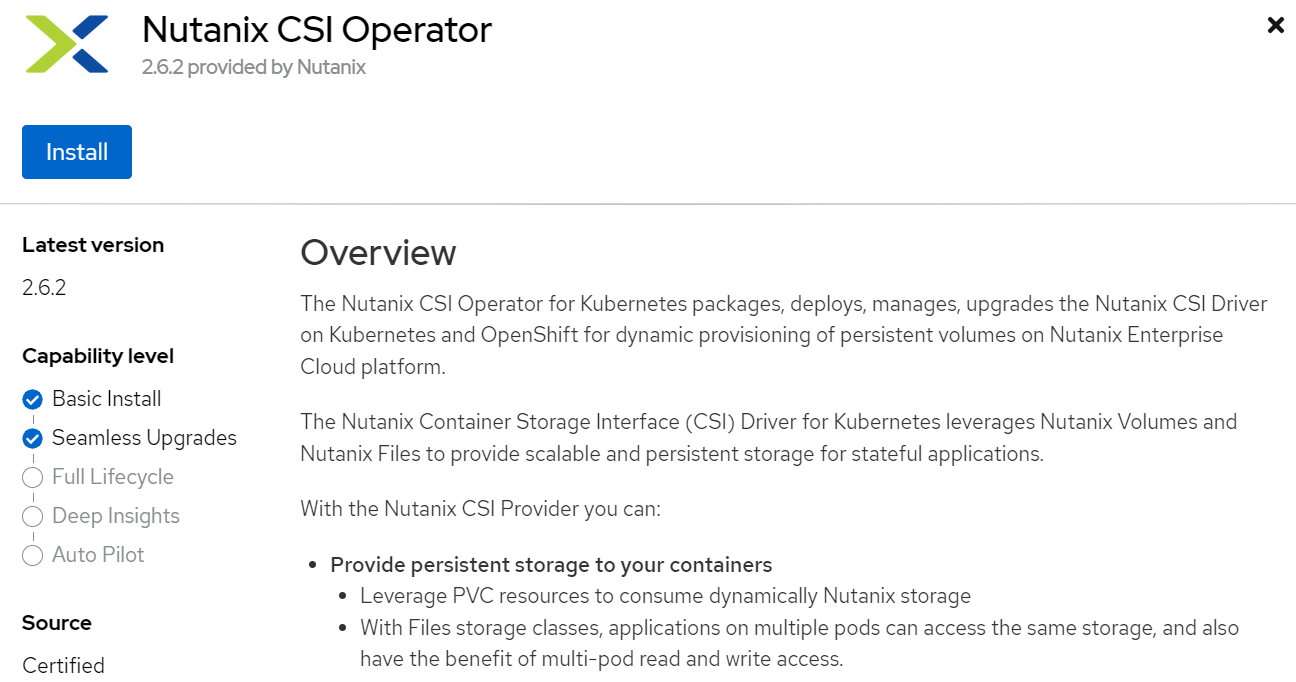 Nutanix CSI Operator
2.6.2 provided by Nutanix
Install
Latest version
2.6.2
Capability level
Basic Install
Seamless Upgrades
Full Lifecycle
Deep Insights
Auto Pilot
Source
Certified
Overview
The Nutanix CSI Operator for Kubernetes packages, deploys, manages, upgrades the Nutanix CSI Driver
on Kubernetes and OpenShift for dynamic provisioning of persistent volumes on Nutanix Enterprise
Cloud platform.
The Nutanix Container Storage Interface (CSI) Driver for Kubernetes leverages Nutanix Volumes and
Nutanix Files to provide scalable and persistent storage for stateful applications.
With the Nutanix CSI Provider you can:
• Provide persistent storage to your containers
• Leverage PVC resources to consume dynamically Nutanix storage
• With Files storage classes, applications on multiple pods can access the same storage, and also
have the benefit of multi-pod read and write access.